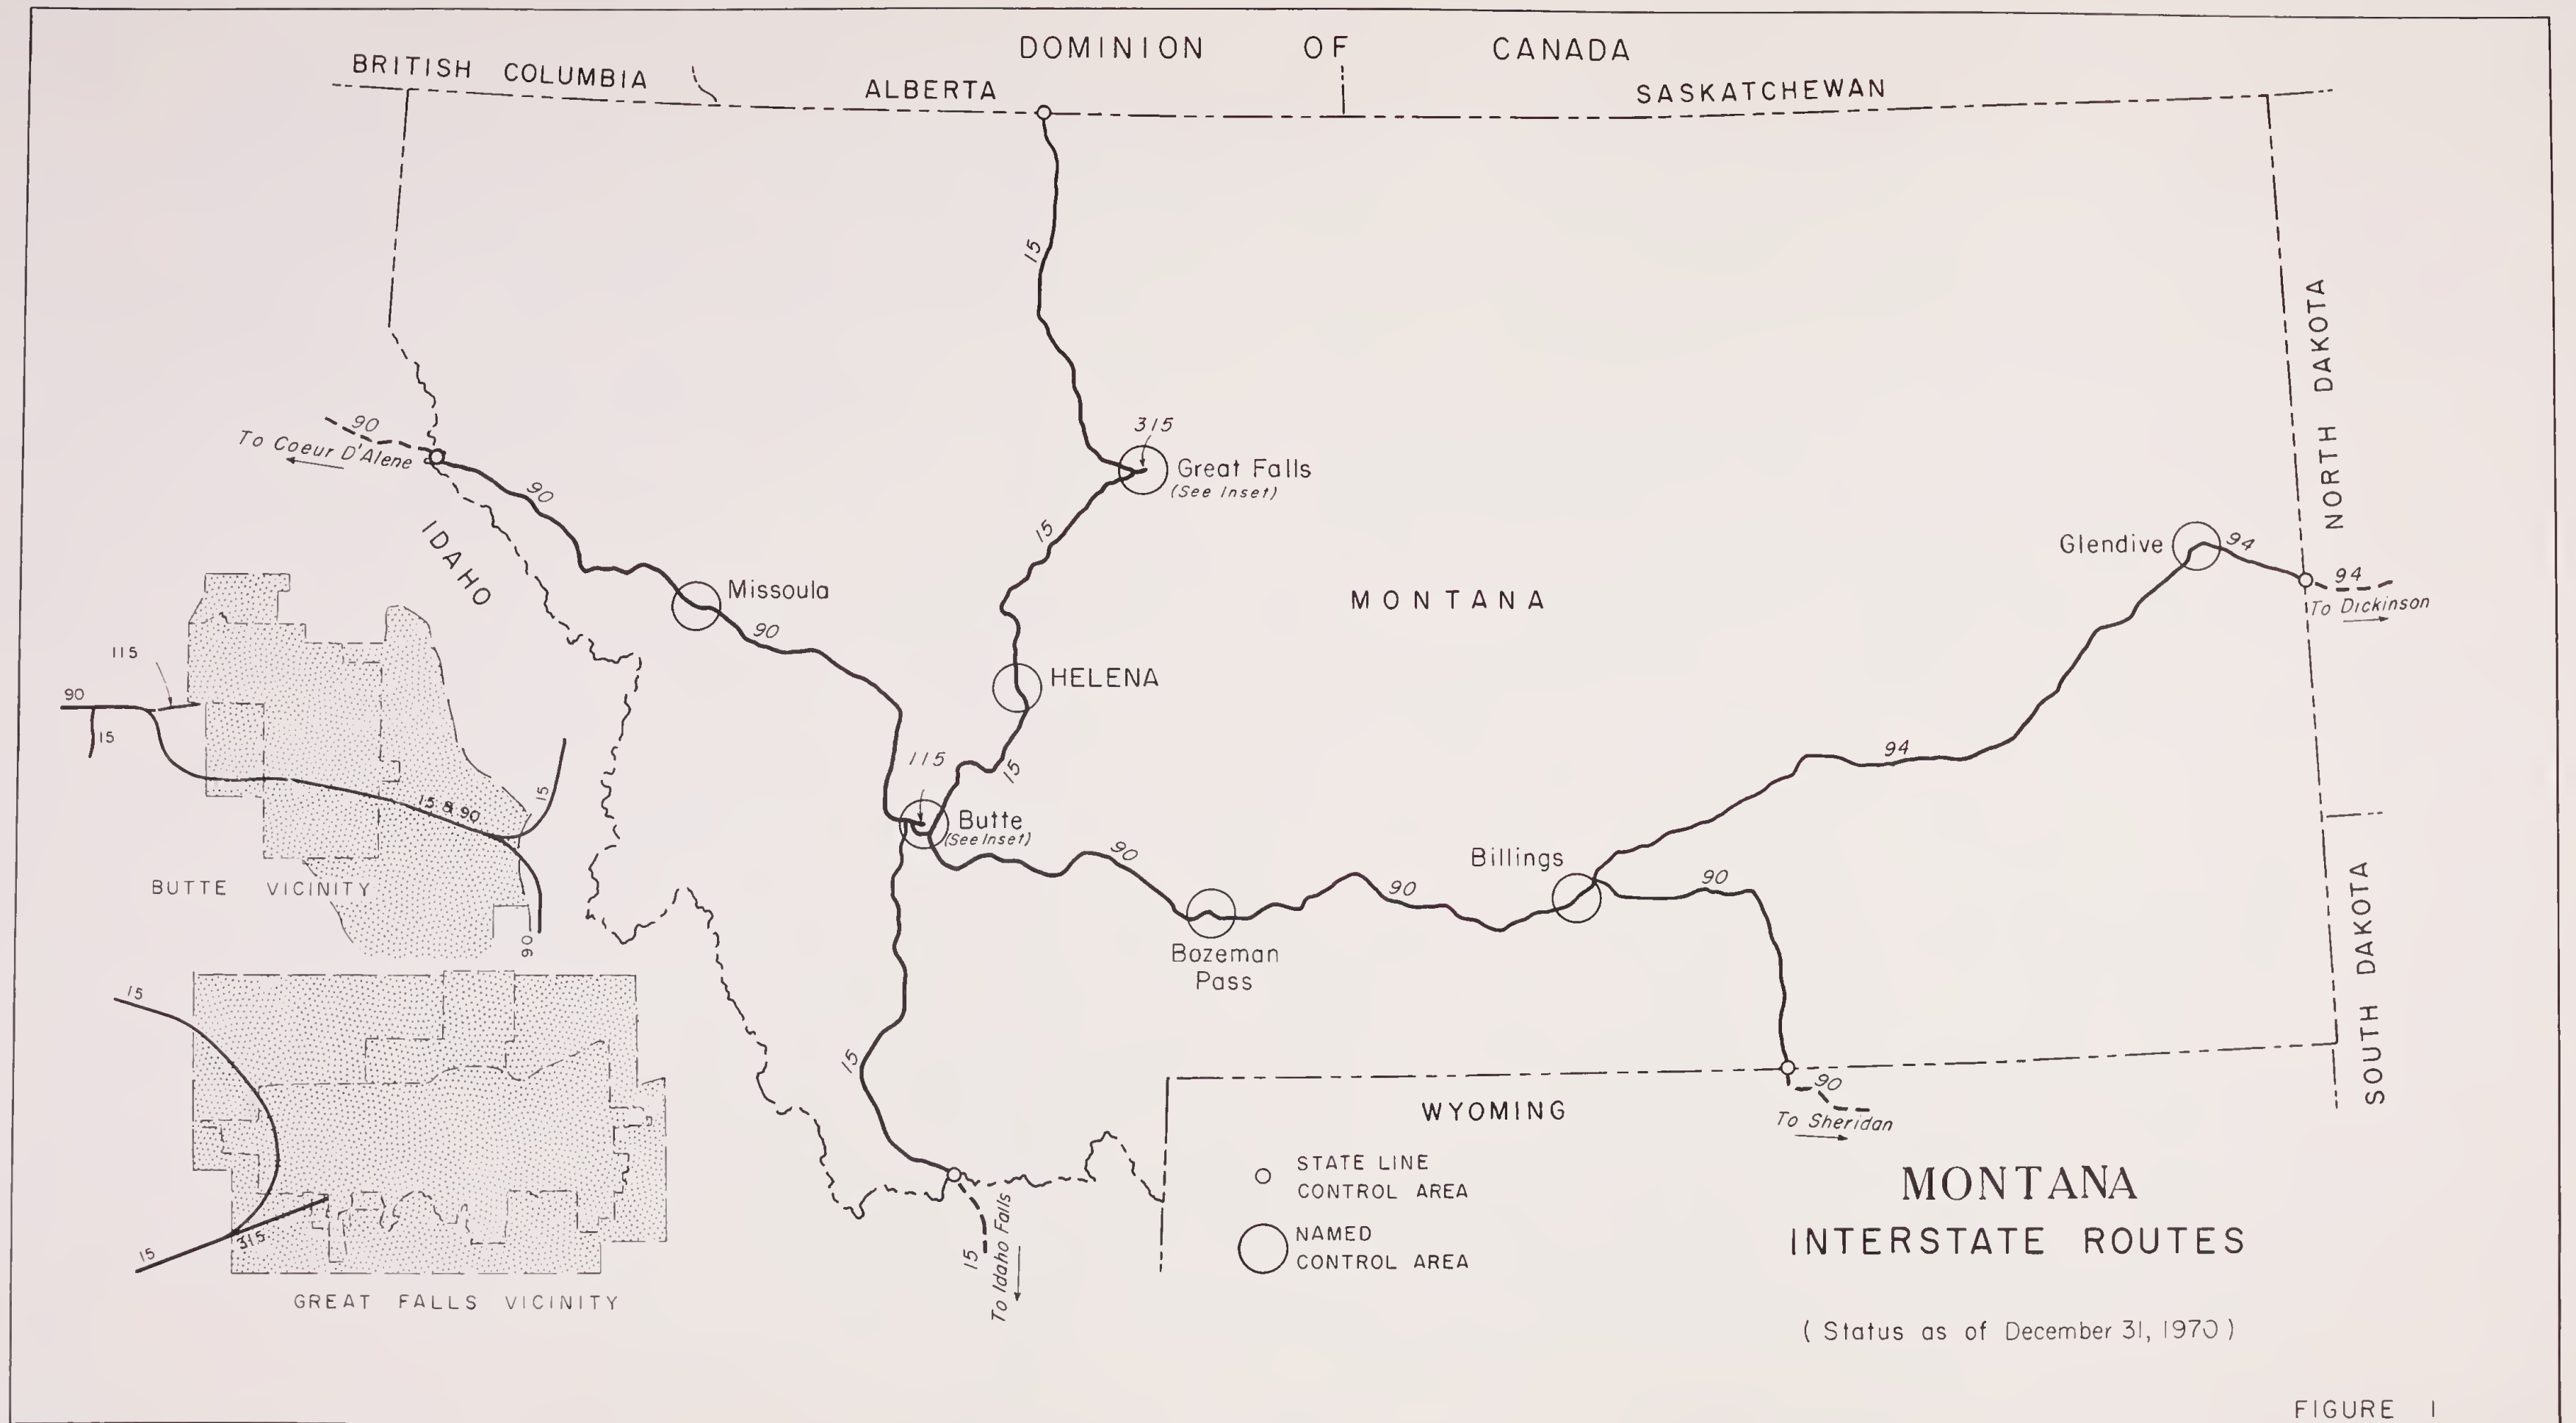 DOMINION OF CANADA
BRITISH COLUMBIA
ALBERTA
SASKATCHEWAN
15
NORTH DAKOTA
315
Great Falls
(See Inset)
90
To Coeur D'Alene
90
IDAHO
15
Glendive
94
94
To Dickinson
Missoula
MONTANA
90
HELENA
115
90
15
115
15
94
Butte
(See Inset)
15
15 & 90
90
Billings
90
90
BUTTE VICINITY
90
Bozeman
Pass
SOUTH DAKOTA
15
15
WYOMING
90
To Sheridan
STATE LINE
CONTROL AREA
NAMED
CONTROL AREA
MONTANA
INTERSTATE ROUTES
15
315
15
To Idaho Falls
GREAT FALLS VICINITY
(Status as of December 31, 1970)
FIGURE 1